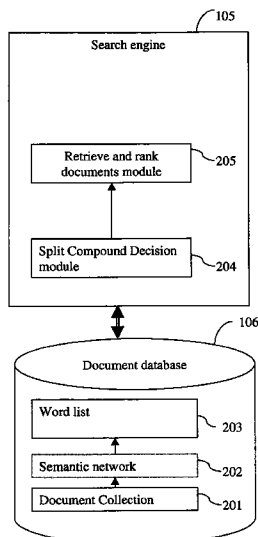 105
Search engine
Retrieve and rank
documents module
205
Split Compound Decision
module
204
106
Document database
Word list
203
Semantic network
202
Document Collection
201